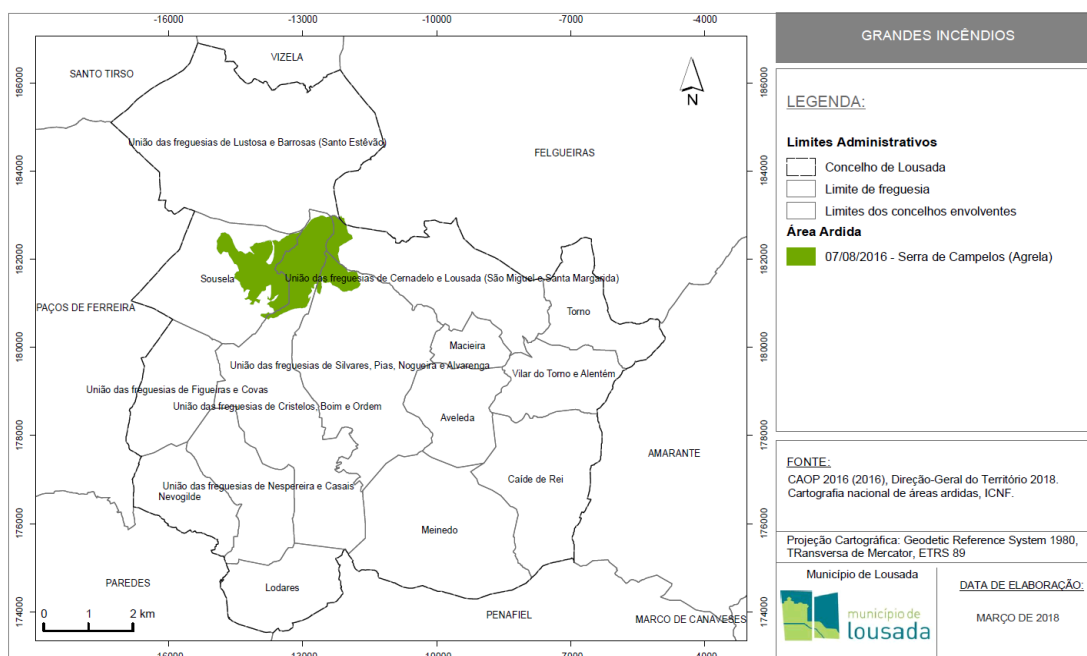 -16000 -13000 -10000 -7000 -4000
GRANDES INCÊNDIOS
186000 186000
184000 184000
182000 182000
180000 180000
178000 178000
176000 176000
174000 174000
VIZELA
SANTO TIRSO
N
União das freguesias de Lustosa e Barrosas (Santo Estêvão)
FELGUEIRAS
Sousela
União das freguesias de Cernadelo e Lousada (São Miguel e Santa Margarida)
PAÇOS DE FERREIRA
Torno
Macieira
União das freguesias de Silvares, Pias, Nogueira e Alvarenga
Vilar do Torno e Alentém
União das freguesias de Figueiras e Covas
União das freguesias de Cristelos, Boim e Ordem
Aveleda
AMARANTE
Caíde de Rei
União das freguesias de Nespereira e Casais
Nevogilde
Meinedo
PAREDES
Lodares
PENAFIEL
MARCO DE CANAVESES
0 1 2 km
-16000 -13000 -10000 -7000 -4000
LEGENDA:
Limites Administrativos
Concelho de Lousada
Limite de freguesia
Limites dos concelhos envolventes
Área Ardida
07/08/2016 - Serra de Campelos (Agrela)
FONTE:
CAOP 2016 (2016), Direção-Geral do Território 2018.
Cartografia nacional de áreas ardidas, ICNF.
Projeção Cartográfica: Geodetic Reference System 1980,
TRansversa de Mercator, ETRS 89
Município de Lousada
município de
lousada
DATA DE ELABORAÇÃO:
MARÇO DE 2018